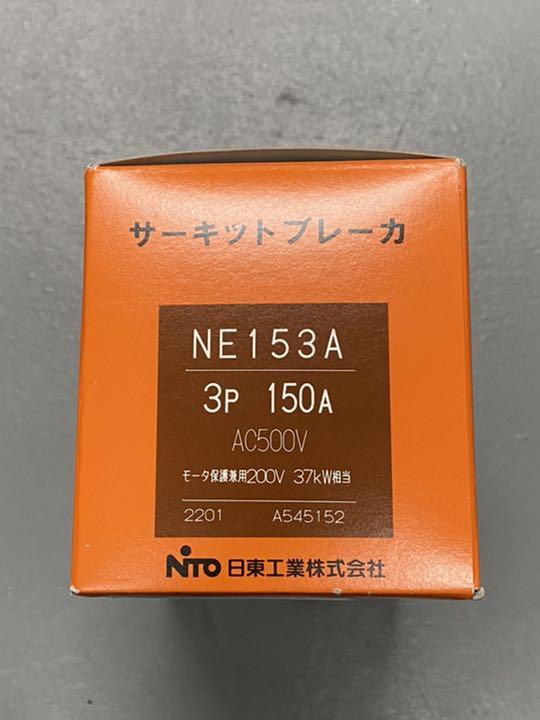 サーキットブレーカ
NE153A
3P 150A
AC500V
モータ保護兼用200V 37kW相当
2201 A545152
NITO 日東工業株式会社